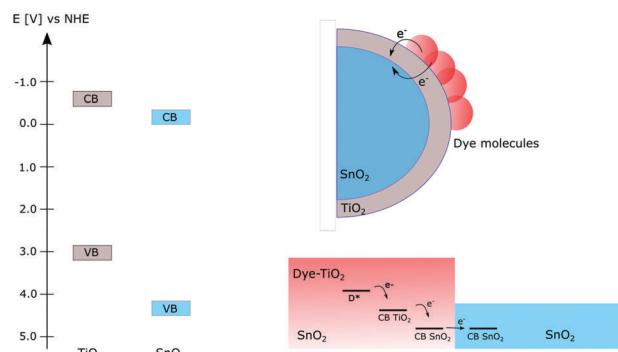 E [V] vs NHE
-1.0
0.0
1.0
2.0
3.0
4.0
5.0
CB
CB
VB
VB
e⁻
e⁻
Dye molecules
SnO₂
TiO₂
Dye-TiO₂
e-
D*
e⁻
CB TiO₂
e⁻
CB SnO₂
CB SnO₂
SnO₂
SnO₂